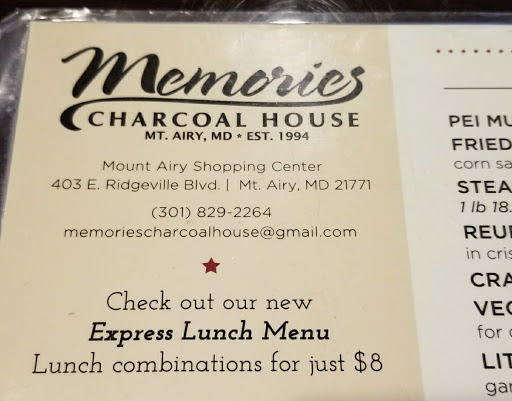 Memories
CHARCOAL HOUSE
MT. AIRY, MD * EST. 1994
Mount Airy Shopping Center
403 E. Ridgeville Blvd. | Mt. Airy, MD 21771
(301) 829-2264
memoriescharcoalhouse@gmail.com
Check out our new
Express Lunch Menu
Lunch combinations for just $8
PEI MU
FRIED
corn sa
STEA
1 lb 18.
REU
in cris
CRA
VEG
for
LIT
gar